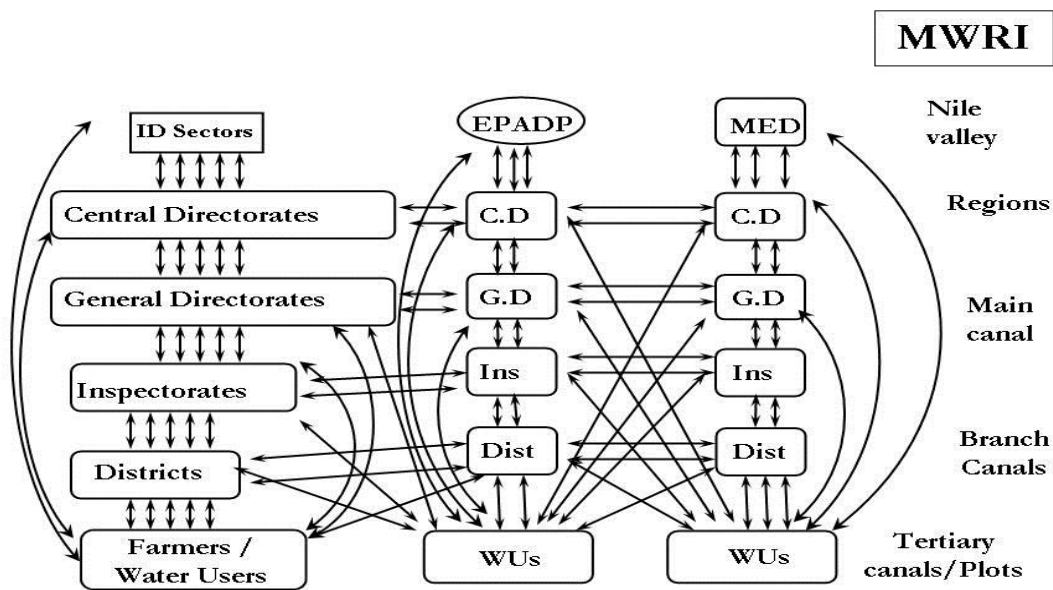 MWRI
ID Sectors
EPADP
MED
Nile
valley
Central Directorates
C.D
C.D
Regions
General Directorates
G.D
G.D
Main
canal
Inspectorates
Ins
Ins
Districts
Dist
Dist
Branch
Canals
Farmers /
Water Users
WUs
WUs
Tertiary
canals/Plots